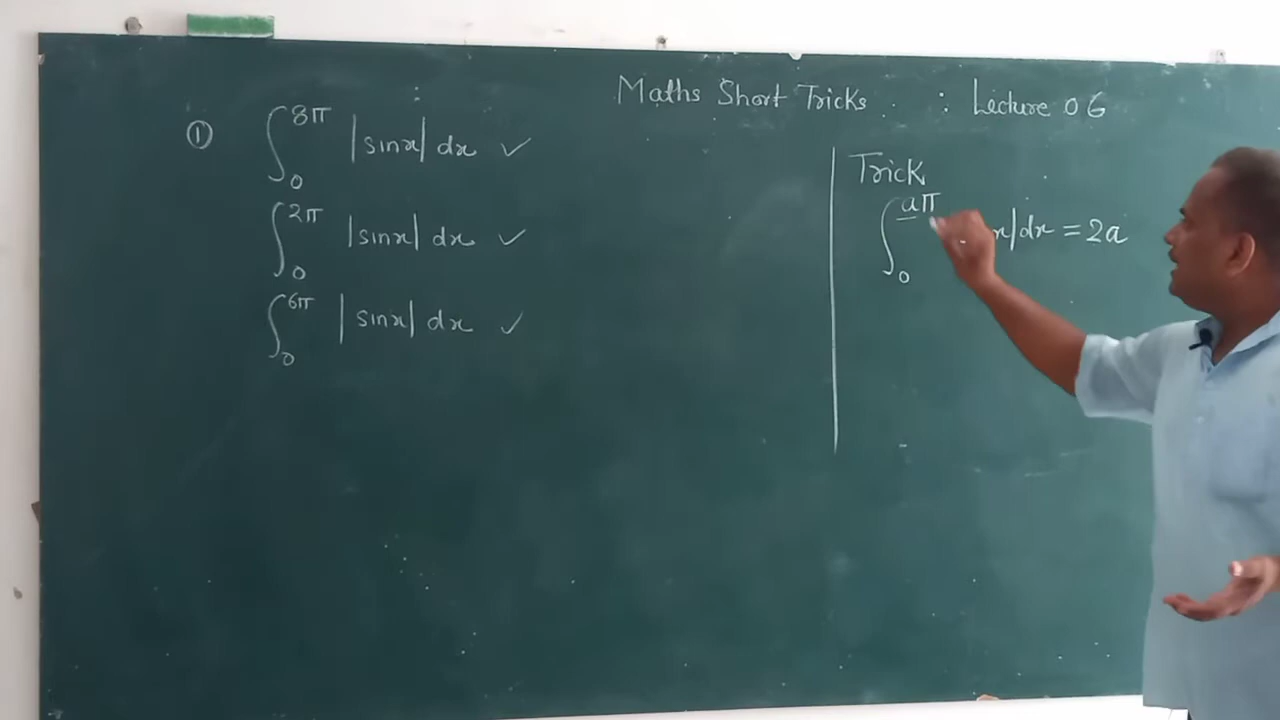 Maths Short Tricks : Lecture 06
① ∫₀^{8π} |sinx| dx ✓
∫₀^{2π} |sinx| dx ✓
∫₀^{6π} |sinx| dx ✓
Trick
∫₀^{aπ} x|dx = 2a